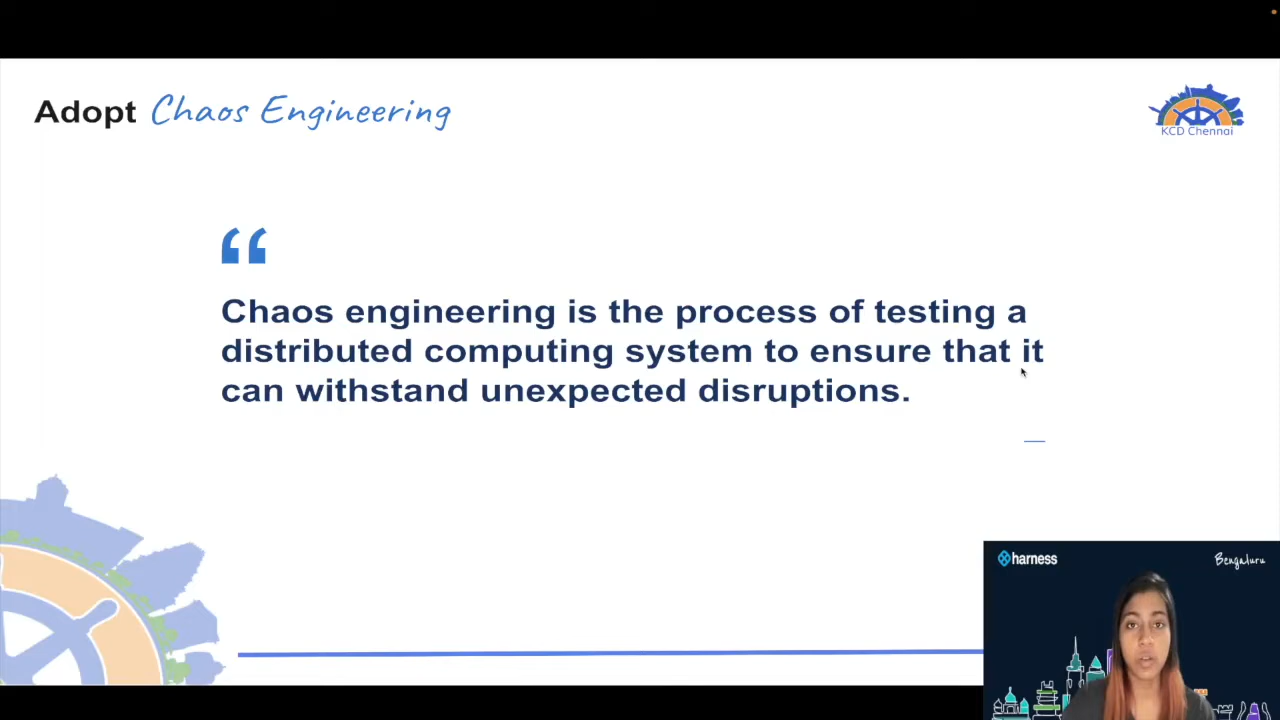 Adopt Chaos Engineering
KCD Chennai
“
Chaos engineering is the process of testing a
distributed computing system to ensure that it
can withstand unexpected disruptions.
harness
Bengaluru